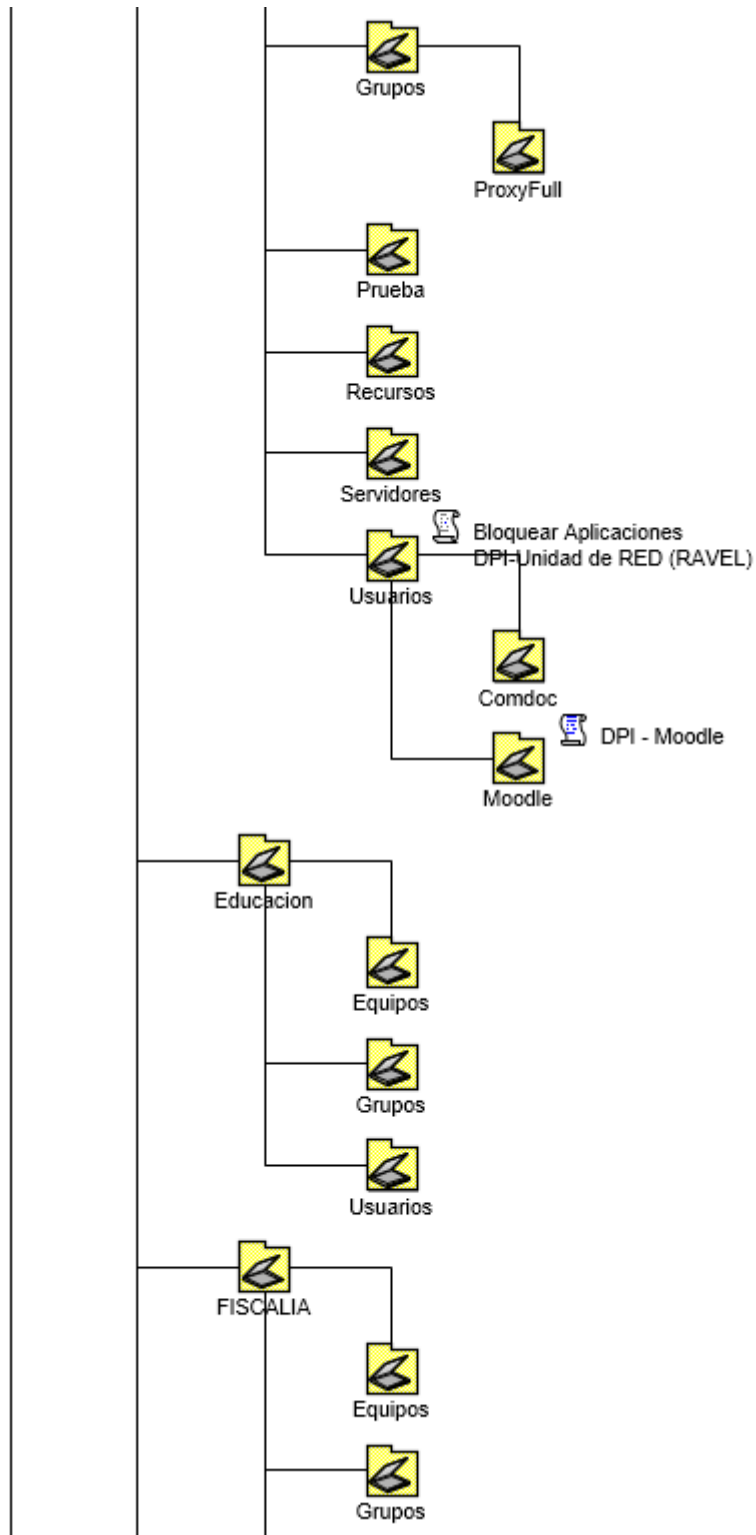 Grupos
ProxyFull
Prueba
Recursos
Servidores
Bloquear Aplicaciones
DPI-Unidad de RED (RAVEL)
Usuarios
Comdoc
DPI - Moodle
Moodle
Educacion
Equipos
Grupos
Usuarios
FISCALIA
Equipos
Grupos